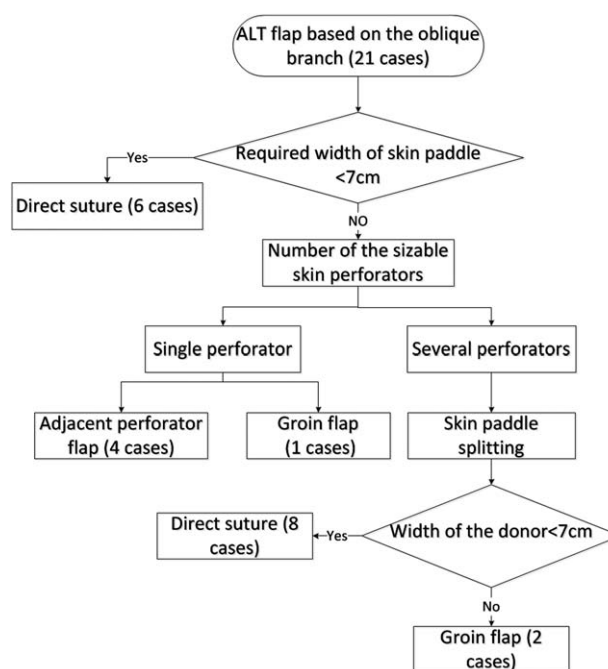 ALT flap based on the oblique
branch (21 cases)
Required width of skin paddle
<7cm
Yes
Direct suture (6 cases)
NO
Number of the sizable
skin perforators
Single perforator
Several perforators
Adjacent perforator
flap (4 cases)
Groin flap
(1 cases)
Skin paddle
splitting
Direct suture (8
cases)
Yes
Width of the donor<7cm
No
Groin flap (2
cases)